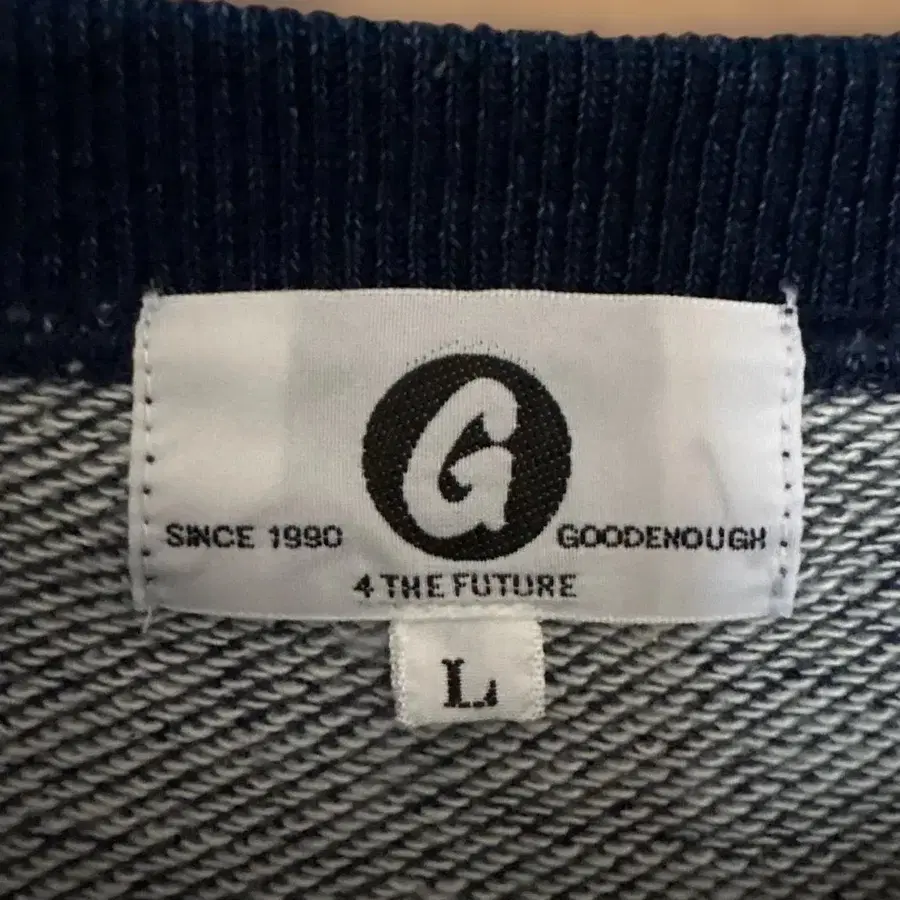 G
SINCE 1990 GOODENOUGH
4 THE FUTURE
L